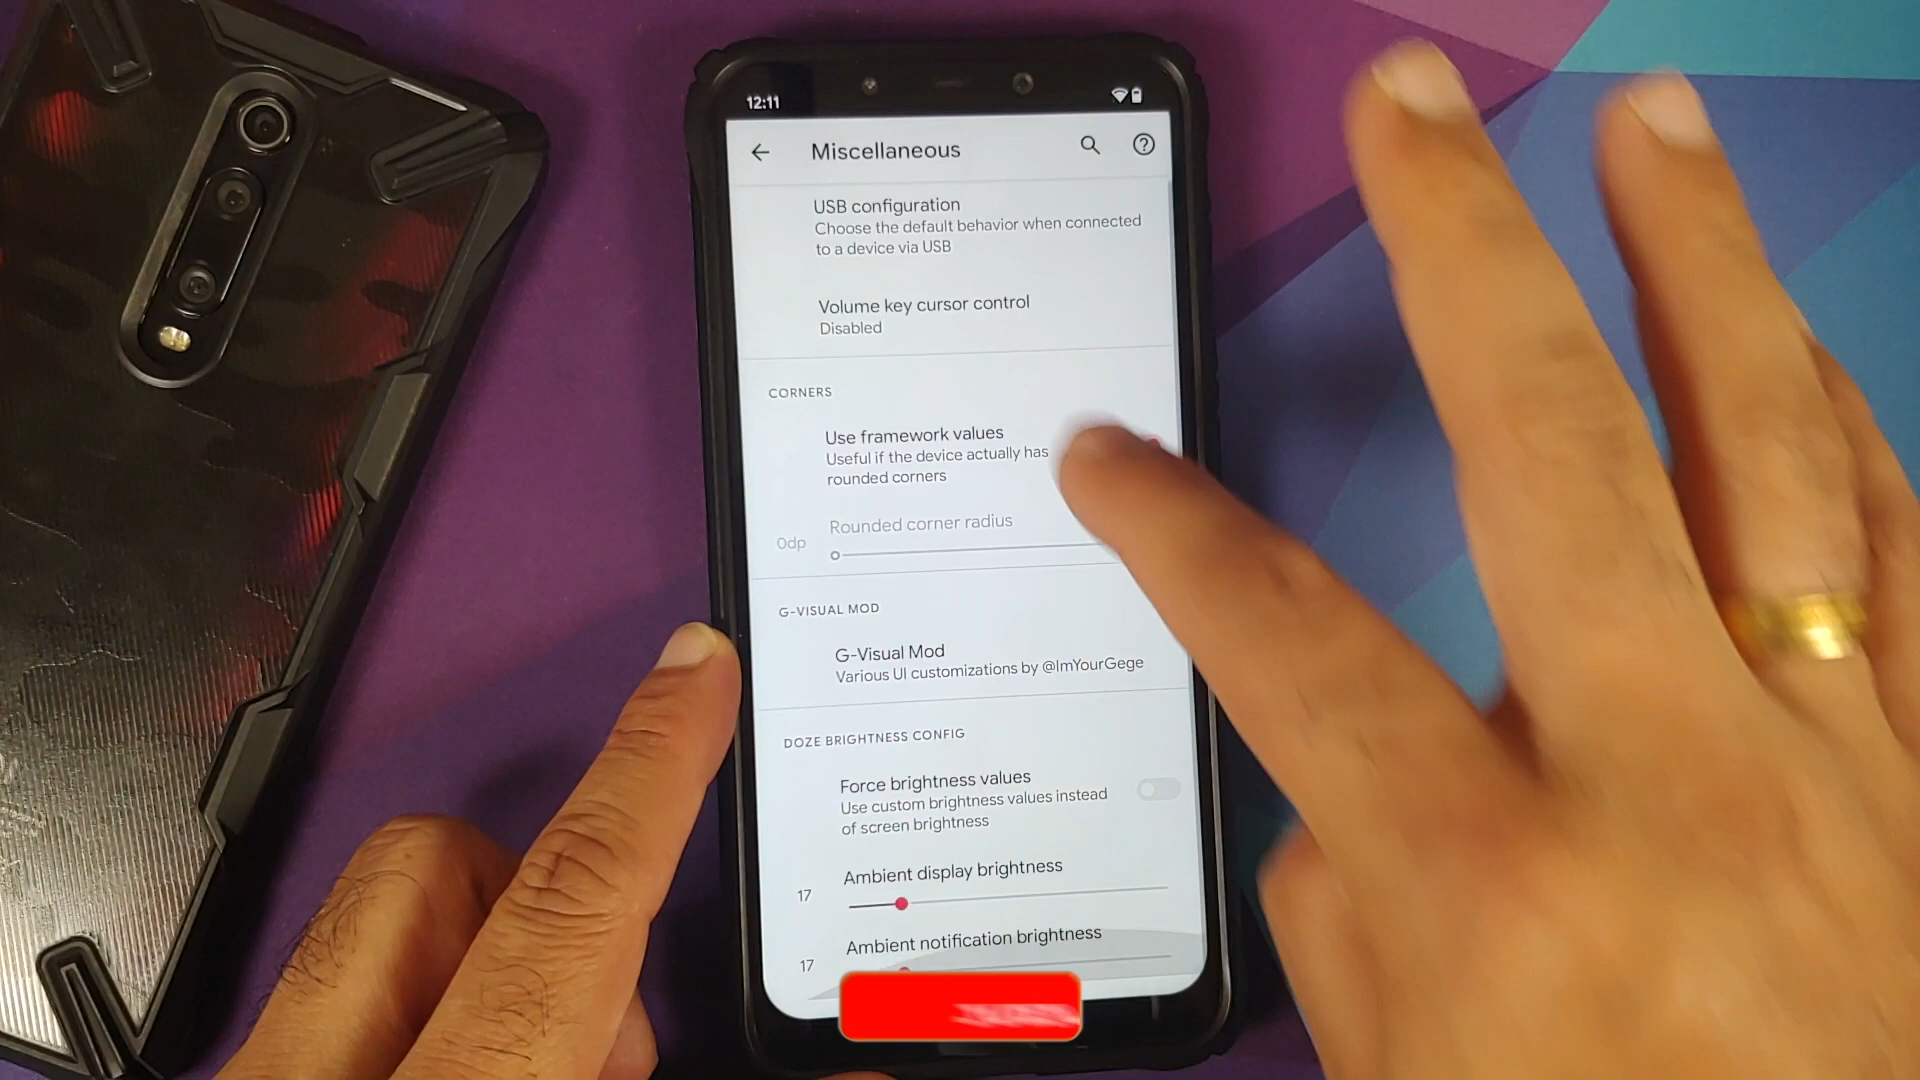 12:11
Miscellaneous
USB configuration
Choose the default behavior when connected
to a device via USB
Volume key cursor control
Disabled
CORNERS
Use framework values
Useful if the device actually has
rounded corners
Rounded corner radius
0dp
G-VISUAL MOD
G-Visual Mod
Various UI customizations by @ImYourGege
DOZE BRIGHTNESS CONFIG
Force brightness values
Use custom brightness values instead
of screen brightness
Ambient display brightness
17
Ambient notification brightness
17